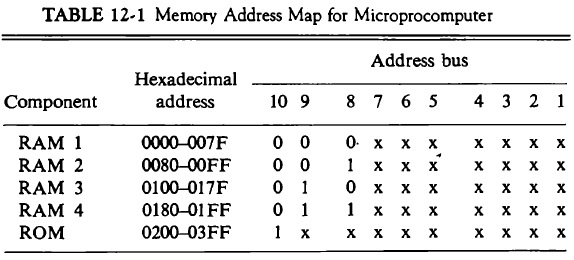 TABLE 12-1 Memory Address Map for Microprocomputer
Address bus
Hexadecimal
Component address 10 9 8 7 6 5 4 3 2 1
RAM 1 0000–007F 0 0 0 x x x x x x x
RAM 2 0080–00FF 0 0 1 x x x x x x x
RAM 3 0100–017F 0 1 0 x x x x x x x
RAM 4 0180–01FF 0 1 1 x x x x x x x
ROM 0200–03FF 1 x x x x x x x x x